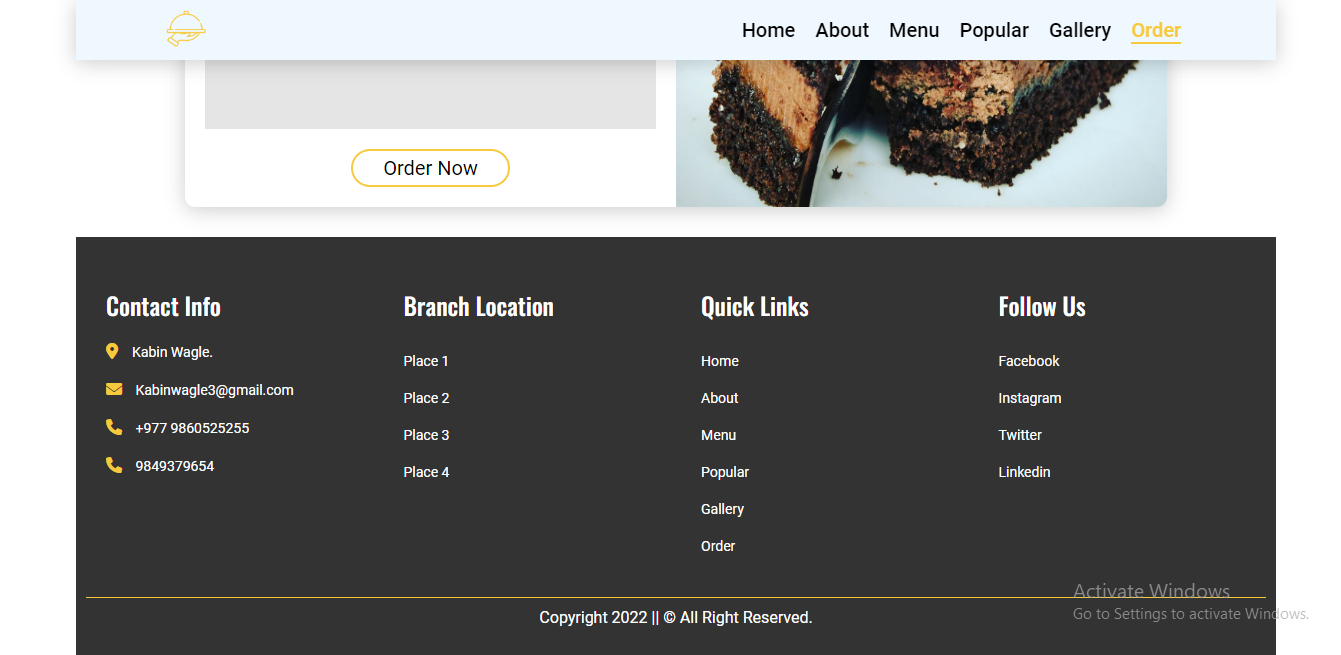 Home About Menu Popular Gallery Order
Order Now
Contact Info
Kabin Wagle.
Kabinwagle3@gmail.com
+977 9860525255
9849379654
Branch Location
Place 1
Place 2
Place 3
Place 4
Quick Links
Home
About
Menu
Popular
Gallery
Order
Follow Us
Facebook
Instagram
Twitter
Linkedin
Activate Windows
Go to Settings to activate Windows.
Copyright 2022 || © All Right Reserved.